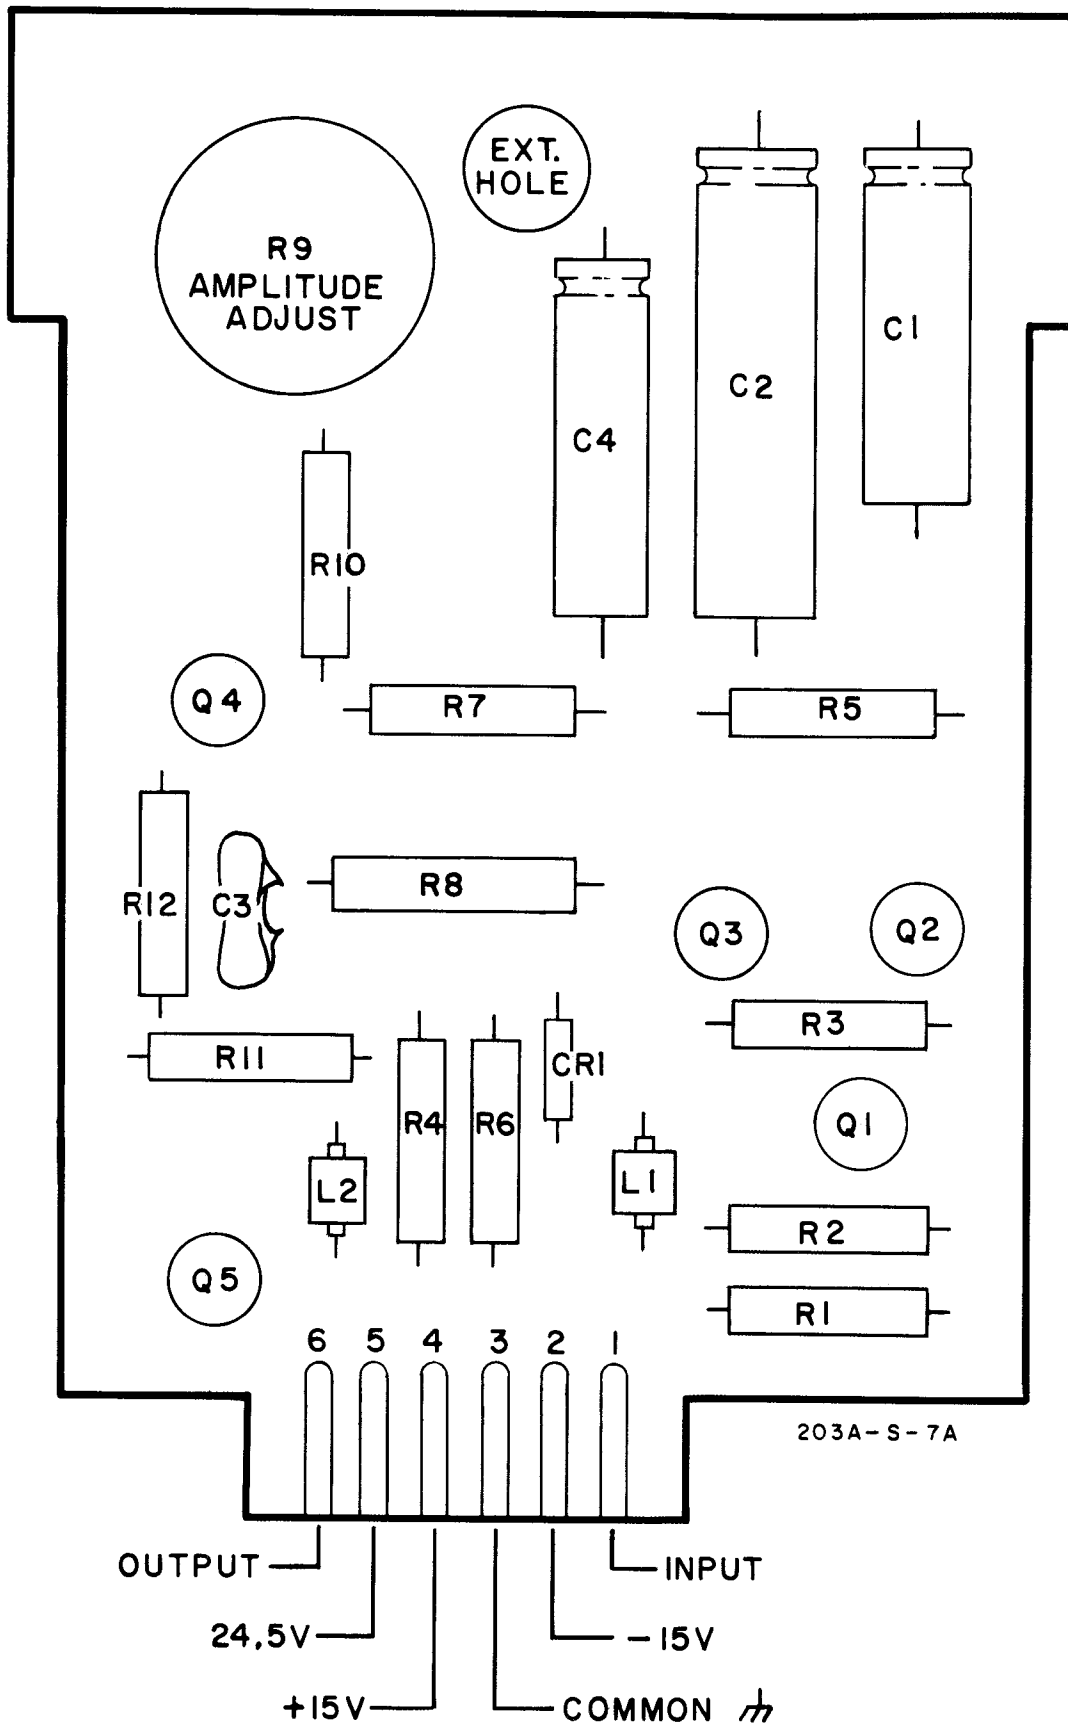 EXT.
HOLE
R9
AMPLITUDE
ADJUST
C1
C2
C4
R10
Q4
R7
R5
R12
C3
R8
Q3
Q2
R3
R11
CR1
R4
R6
Q1
L2
L1
R2
Q5
R1
6 5 4 3 2 1
203A-S-7A
OUTPUT
INPUT
24.5V
-15V
+15V
COMMON